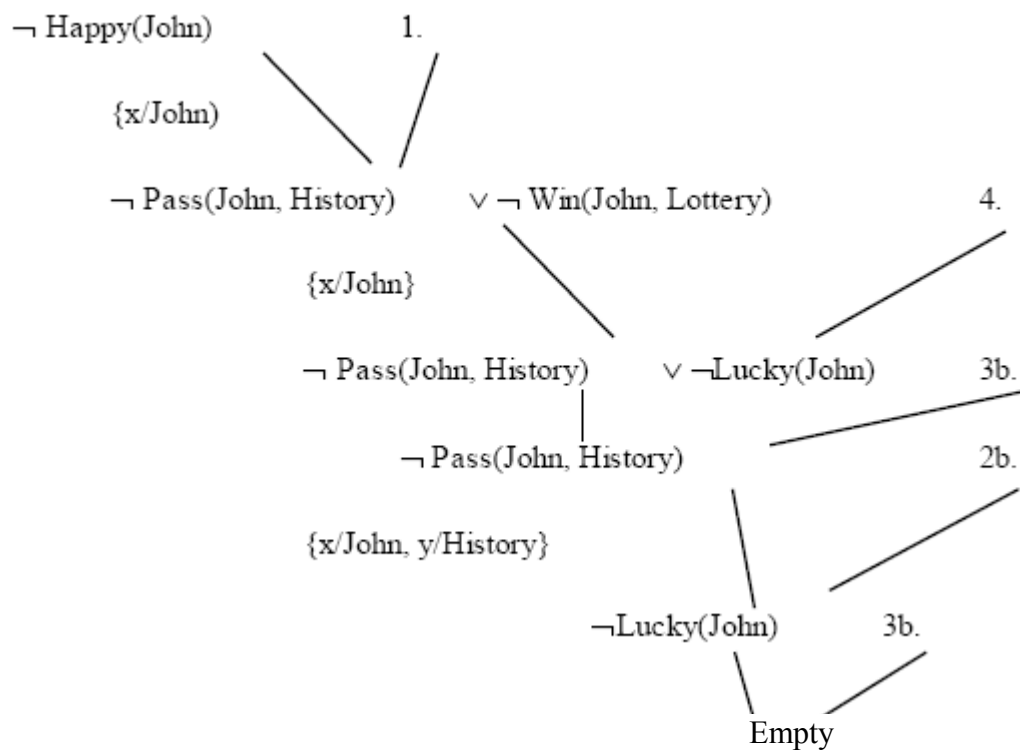 ¬ Happy(John) 1.
{x/John)
¬ Pass(John, History) ∨ ¬ Win(John, Lottery) 4.
{x/John}
¬ Pass(John, History) ∨ ¬Lucky(John) 3b.
¬ Pass(John, History) 2b.
{x/John, y/History}
¬Lucky(John) 3b.
Empty